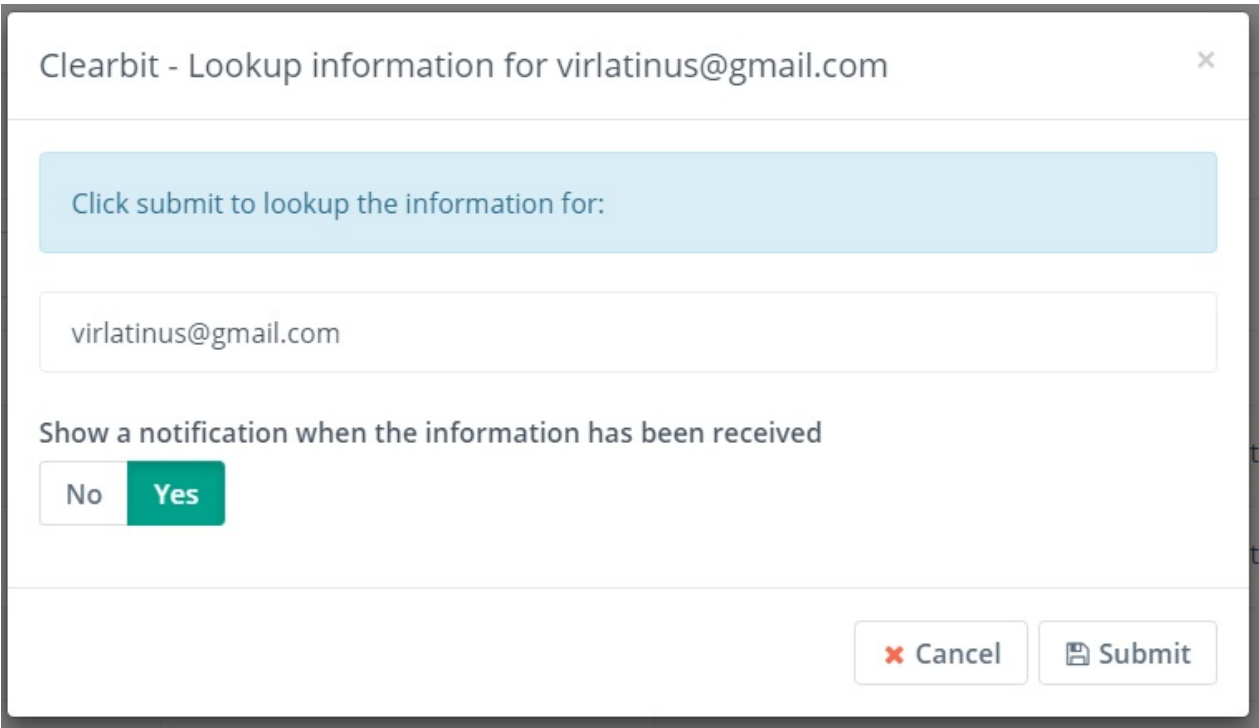 Clearbit - Lookup information for virlatinus@gmail.com
×
Click submit to lookup the information for:
virlatinus@gmail.com
Show a notification when the information has been received
No Yes
Cancel Submit